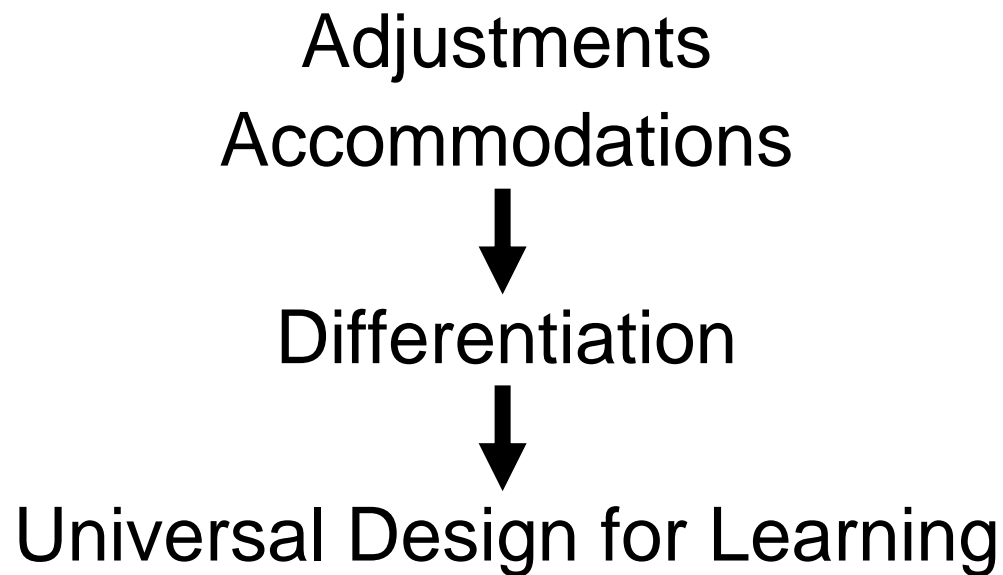 Adjustments
Accommodations
Differentiation
Universal Design for Learning